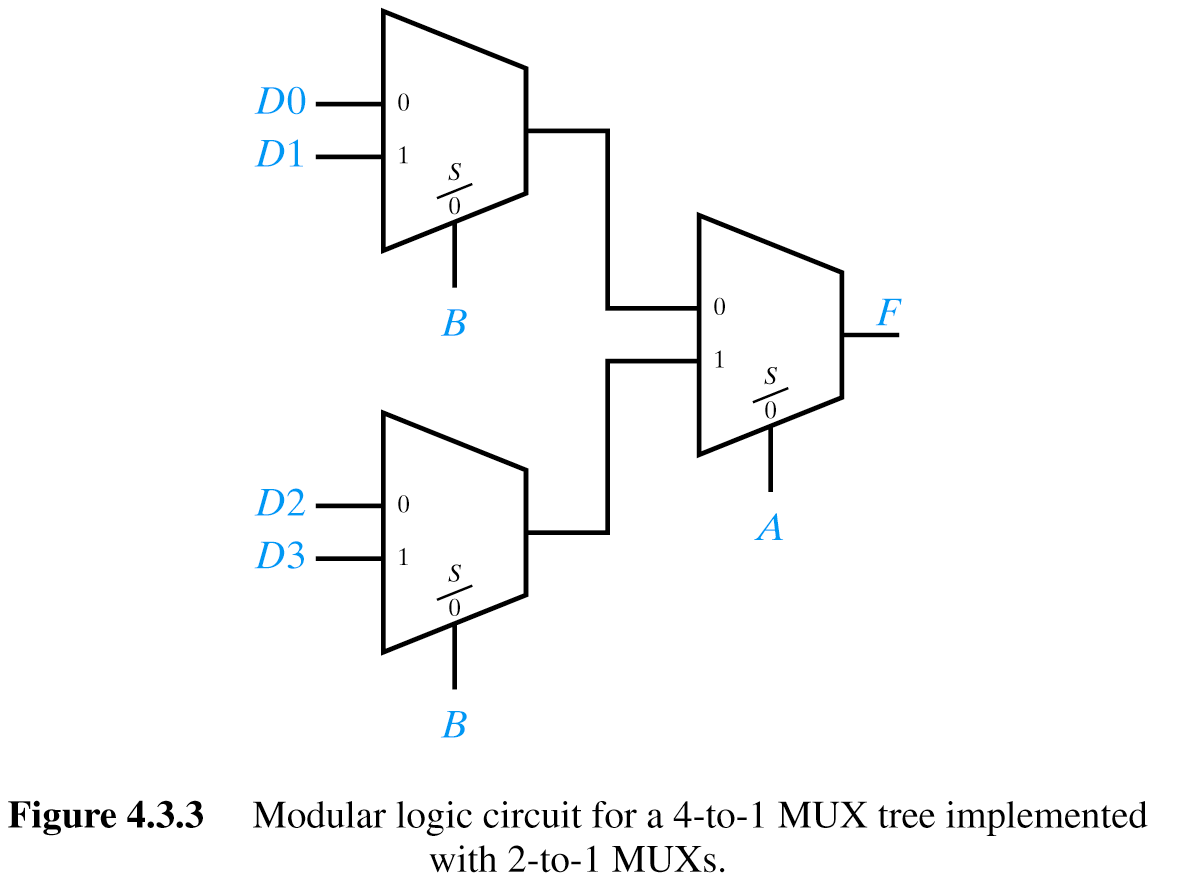 D0
0
D1
1
S
0
B
0
1
S
0
F
A
D2
0
D3
1
S
0
B
Figure 4.3.3 Modular logic circuit for a 4-to-1 MUX tree implemented
with 2-to-1 MUXs.